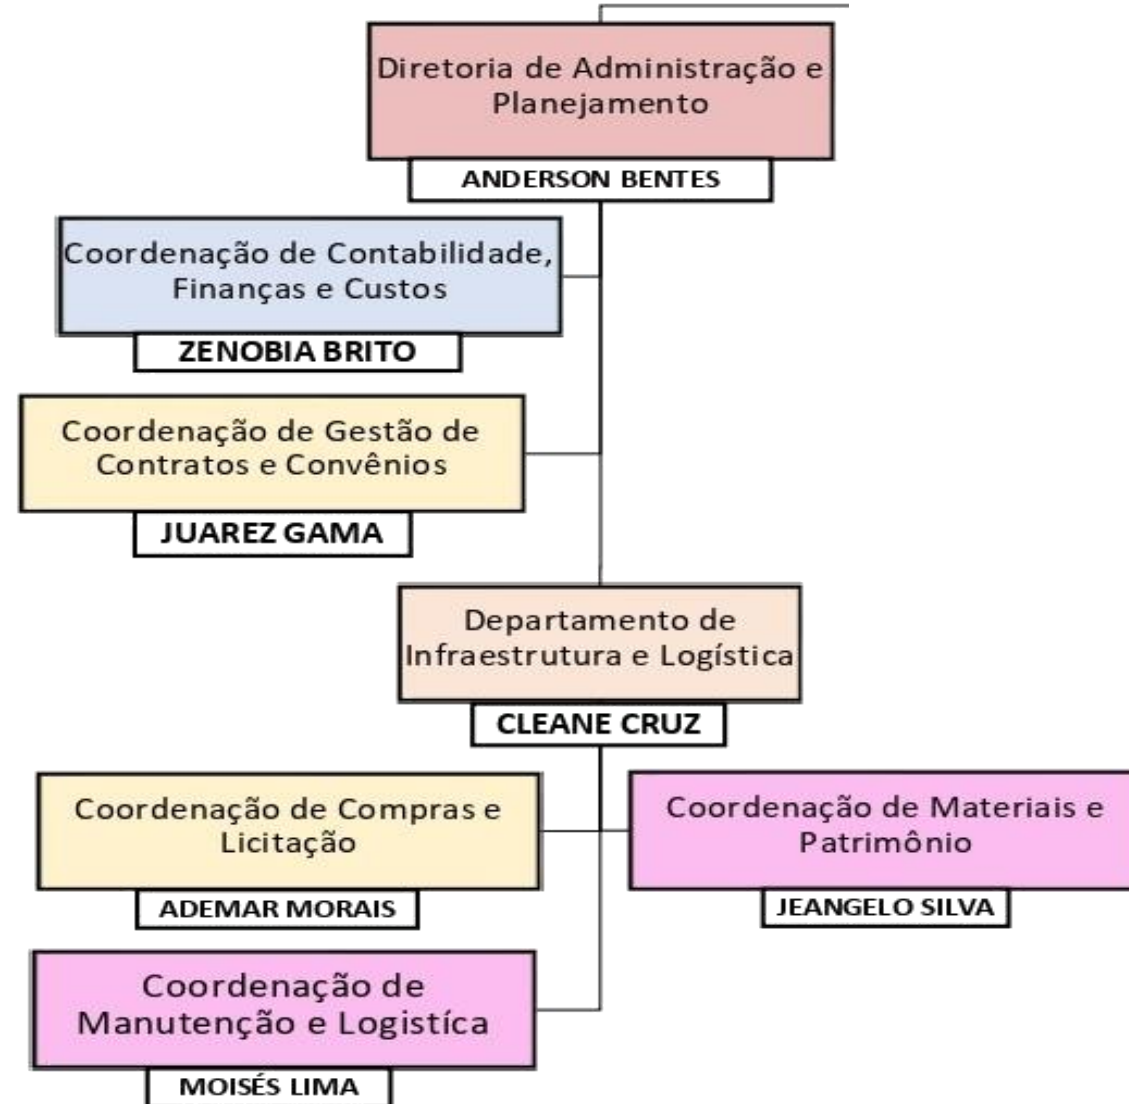 Diretoria de Administração e
Planejamento
ANDERSON BENTES
Coordenação de Contabilidade,
Finanças e Custos
ZENOBIA BRITO
Coordenação de Gestão de
Contratos e Convênios
JUAREZ GAMA
Departamento de
Infraestrutura e Logística
CLEANE CRUZ
Coordenação de Compras e
Licitação
ADEMAR MORAIS
Coordenação de Materiais e
Patrimônio
JEANGELO SILVA
Coordenação de
Manutenção e Logistíca
MOISÉS LIMA